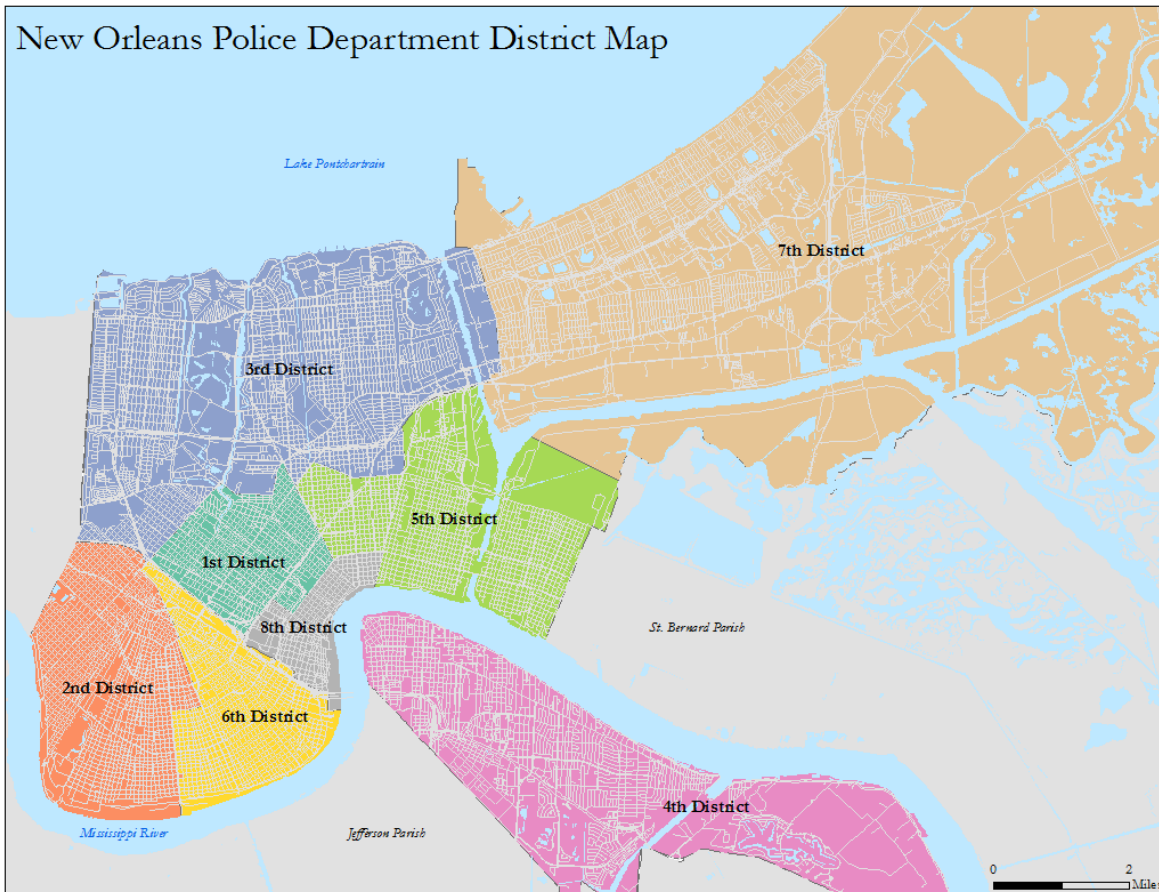 New Orleans Police Department District Map
Lake Pontchartrain
7th District
3rd District
5th District
1st District
8th District
St. Bernard Parish
2nd District
6th District
4th District
Mississippi River
Jefferson Parish
0 2
Miles